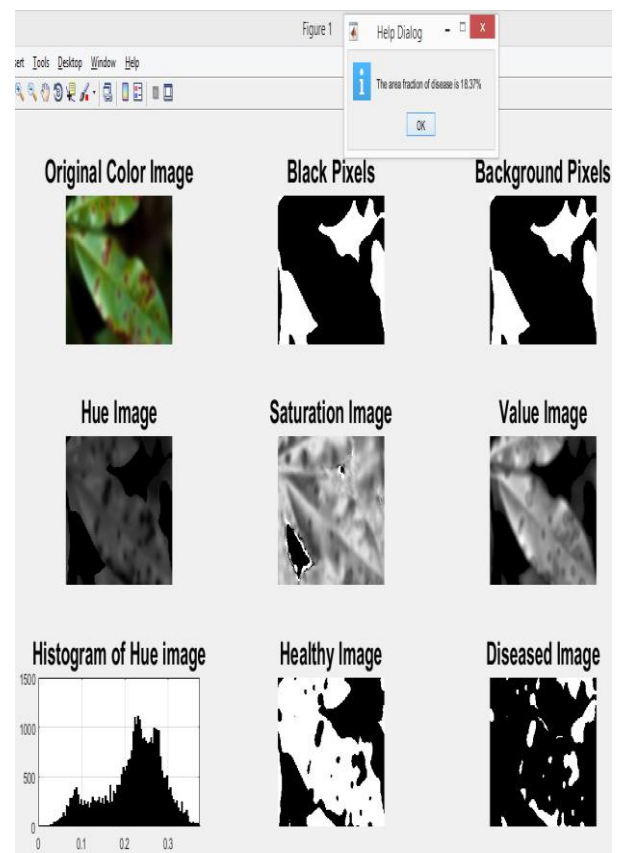 Figure 1
Help Dialog
sert Tools Desktop Window Help
The area fraction of disease is 18.37%
OK
Original Color Image
Black Pixels
Background Pixels
Hue Image
Saturation Image
Value Image
Histogram of Hue image
Healthy Image
Diseased Image
1500
1000
500
0
0 0.1 0.2 0.3